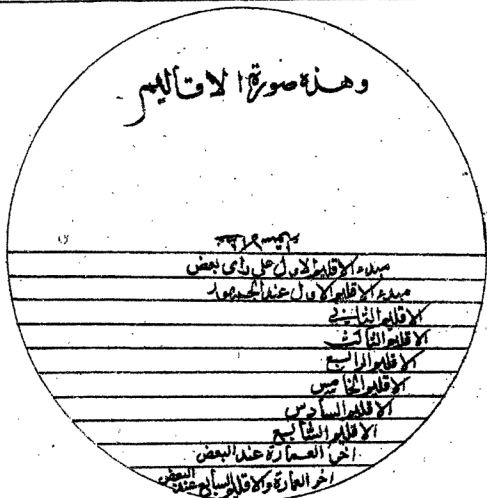 وهذه صورة الاقاليم
مبدء الاقليم الاول على راى بعض
مبدء الاقليم الاول عند الجمهور
الاقليم الثاني
الاقليم الثالث
الاقليم الرابع
الاقليم الخامس
الاقليم السادس
الاقليم السابع
اخر العمارة عند البعض
اخر العمارة والاقليم السابع عند البعض